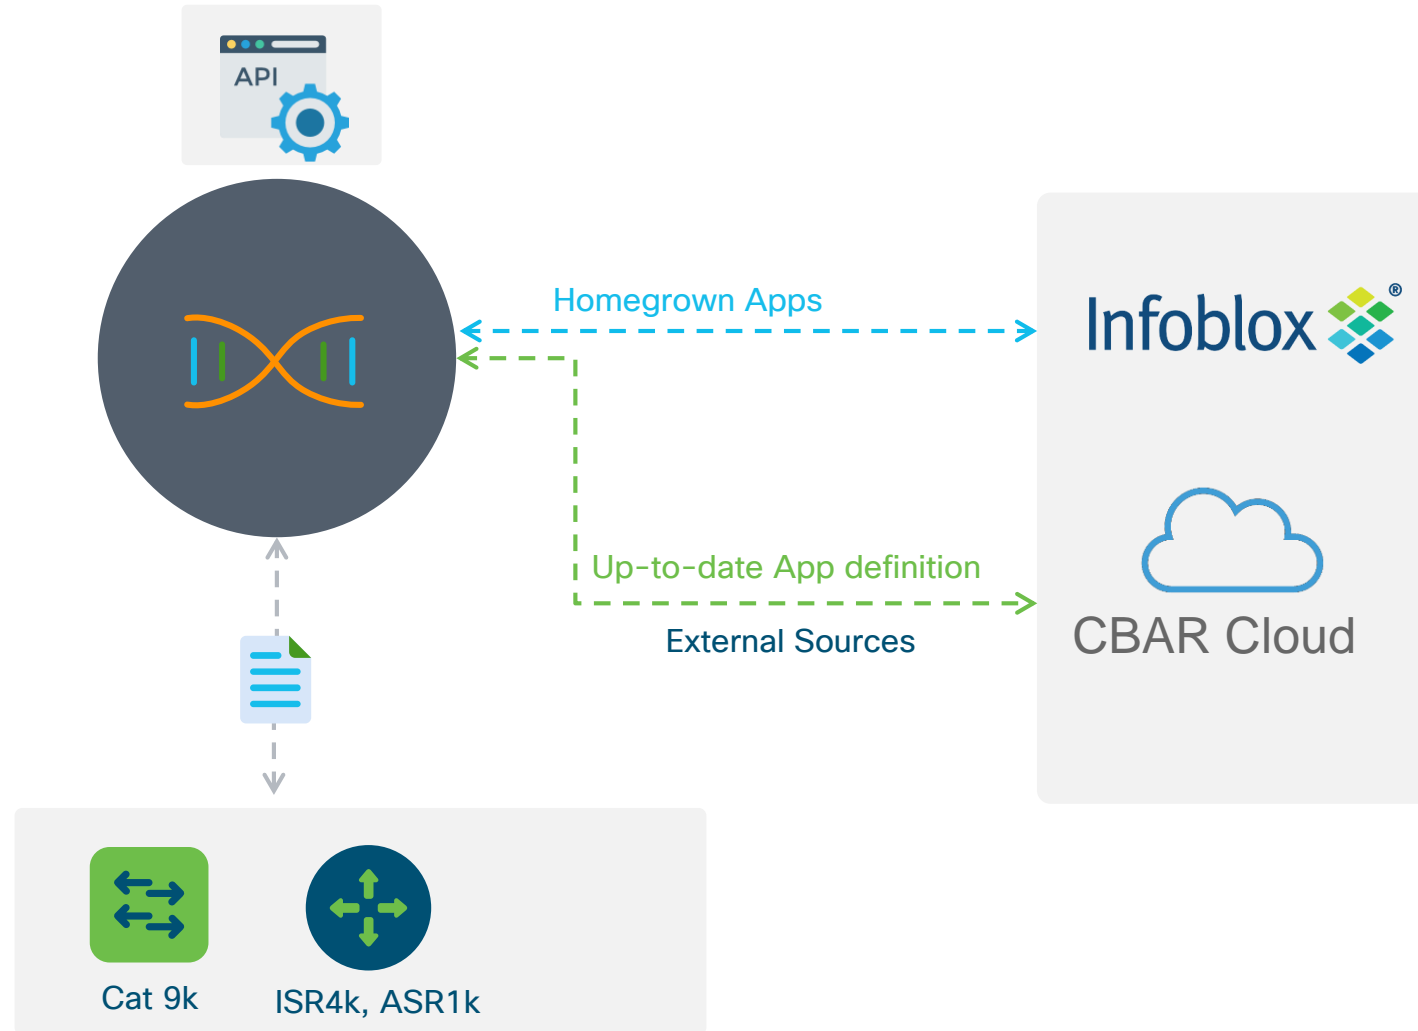 API
Homegrown Apps
Infoblox®
Up-to-date App definition
External Sources
CBAR Cloud
Cat 9k
ISR4k, ASR1k